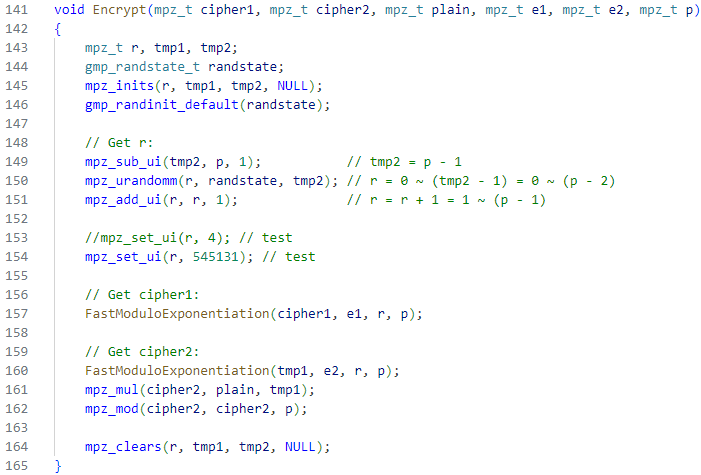 141 void Encrypt(mpz_t cipher1, mpz_t cipher2, mpz_t plain, mpz_t e1, mpz_t e2, mpz_t p)
142 {
143     mpz_t r, tmp1, tmp2;
144     gmp_randstate_t randstate;
145     mpz_inits(r, tmp1, tmp2, NULL);
146     gmp_randinit_default(randstate);
147
148     // Get r:
149     mpz_sub_ui(tmp2, p, 1);           // tmp2 = p - 1
150     mpz_urandomm(r, randstate, tmp2); // r = 0 ~ (tmp2 - 1) = 0 ~ (p - 2)
151     mpz_add_ui(r, r, 1);              // r = r + 1 = 1 ~ (p - 1)
152
153     //mpz_set_ui(r, 4); // test
154     mpz_set_ui(r, 545131); // test
155
156     // Get cipher1:
157     FastModuloExponentiation(cipher1, e1, r, p);
158
159     // Get cipher2:
160     FastModuloExponentiation(tmp1, e2, r, p);
161     mpz_mul(cipher2, plain, tmp1);
162     mpz_mod(cipher2, cipher2, p);
163
164     mpz_clears(r, tmp1, tmp2, NULL);
165 }